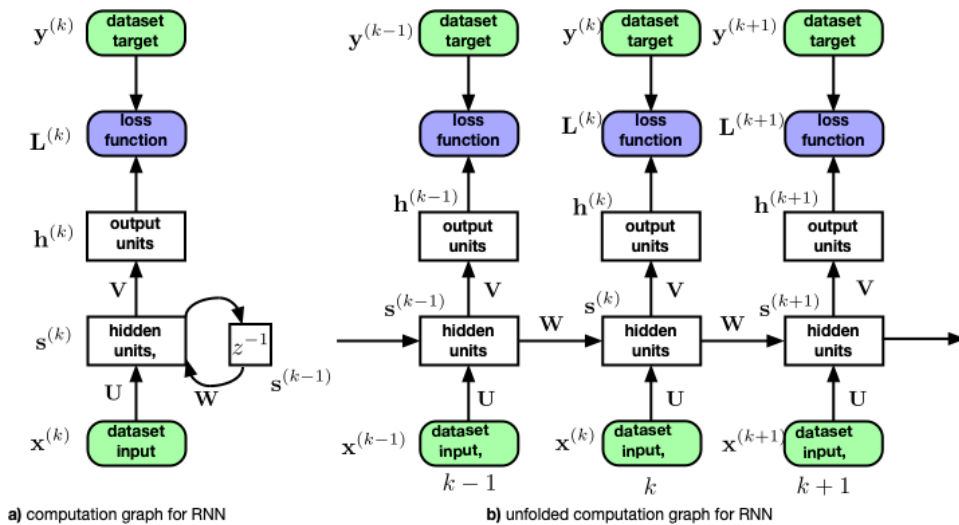 y^(k)
dataset
target
y^(k-1)
dataset
target
y^(k)
dataset
target
y^(k+1)
dataset
target
L^(k)
loss
function
loss
function
L^(k)
loss
function
L^(k+1)
loss
function
h^(k)
output
units
h^(k-1)
output
units
h^(k)
output
units
h^(k+1)
output
units
V
V
V
V
s^(k)
hidden
units,
z^-1
s^(k-1)
s^(k-1)
hidden
units
W
s^(k)
hidden
units
W
s^(k+1)
hidden
units
U
W
U
U
U
x^(k)
dataset
input
x^(k-1)
dataset
input,
x^(k)
dataset
input,
x^(k+1)
dataset
input,
k - 1
k
k + 1
a) computation graph for RNN
b) unfolded computation graph for RNN